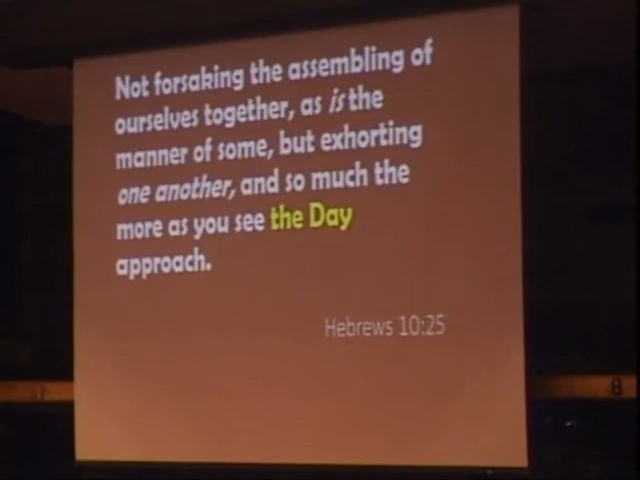 Not forsaking the assembling of
ourselves together, as is the
manner of some, but exhorting
one another, and so much the
more as you see the Day
approach.
Hebrews 10:25
8